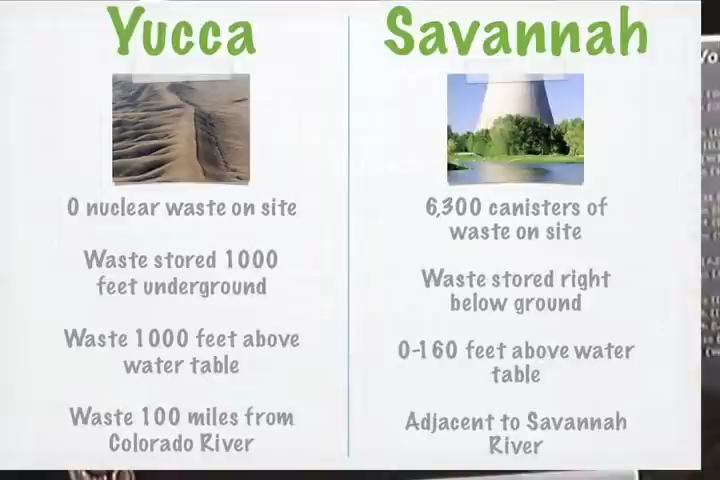 Yucca
0 nuclear waste on site
Waste stored 1000
feet underground
Waste 1000 feet above
water table
Waste 100 miles from
Colorado River
Savannah
6,300 canisters of
waste on site
Waste stored right
below ground
0-160 feet above water
table
Adjacent to Savannah
River